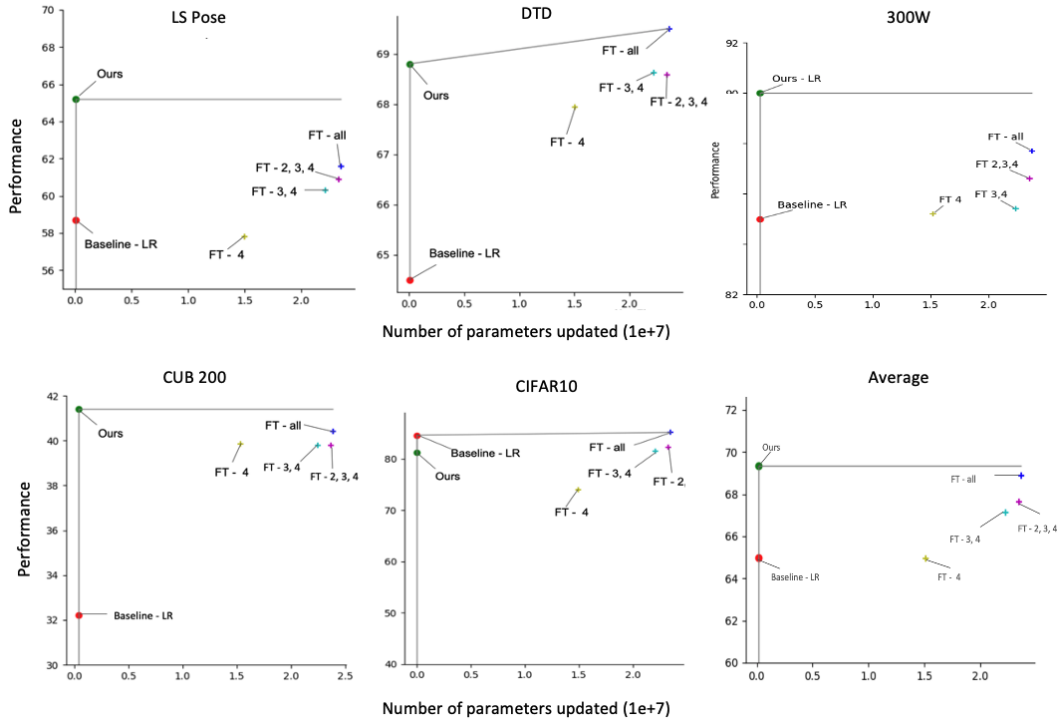 LS Pose
DTD
300W
Performance
70
68
66
64
62
60
58
56
Ours
FT - all
FT - 2, 3, 4
FT - 3, 4
Baseline - LR
FT - 4
0.0 0.5 1.0 1.5 2.0
69
68
67
66
65
FT - all
Ours
FT - 3, 4
FT - 2, 3, 4
FT - 4
Baseline - LR
0.0 0.5 1.0 1.5 2.0
Performance
92
82
Ours - LR
FT - all
FT 2,3,4
FT 3,4
FT 4
Baseline - LR
0.0 0.5 1.0 1.5 2.0
Number of parameters updated (1e+7)
CUB 200
CIFAR10
Average
Performance
42
40
38
36
34
32
30
Ours
FT - all
FT - 4
FT - 3, 4
FT - 2, 3, 4
Baseline - LR
0.0 0.5 1.0 1.5 2.0 2.5
80
70
60
50
40
FT - all
Baseline - LR
Ours
FT - 3, 4
FT - 2,
FT - 4
0.0 0.5 1.0 1.5 2.0
72
70
68
66
64
62
60
Ours
FT - all
FT - 2, 3, 4
FT - 3, 4
Baseline - LR
FT - 4
0.0 0.5 1.0 1.5 2.0
Number of parameters updated (1e+7)